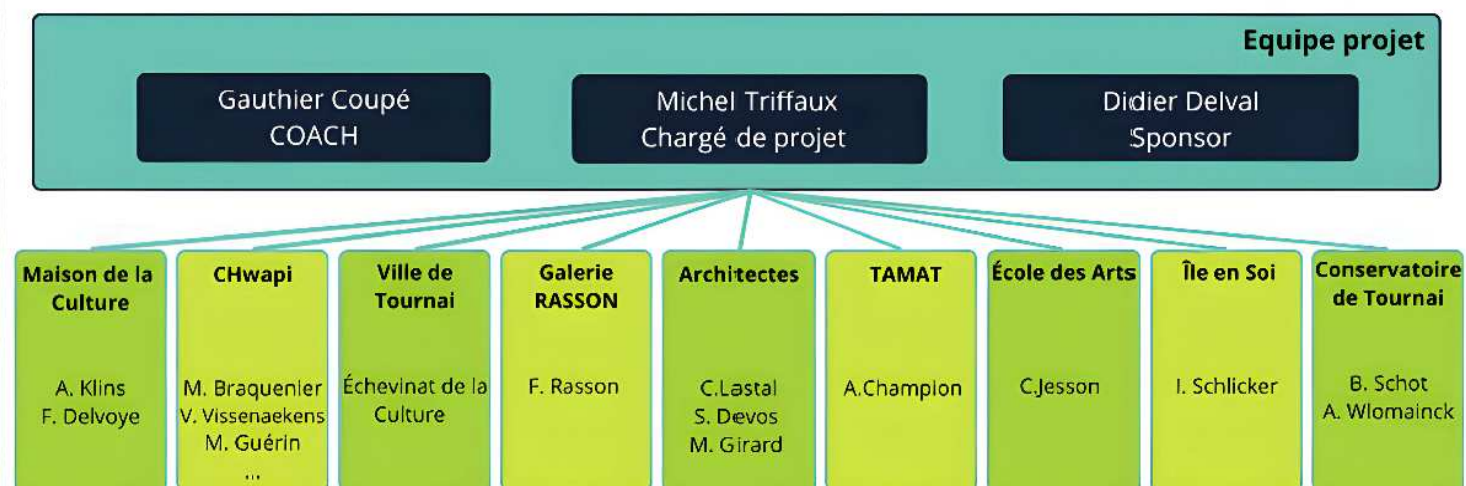 Equipe projet
Gauthier Coupé
COACH
Michel Triffaux
Chargé de projet
Didier Delval
Sponsor
Maison de la
Culture
A. Klins
F. Delvoye
CHwapi
M. Braquenier
V. Vissenaekens
M. Guérin
...
Ville de
Tournai
Échevinat de la
Culture
Galerie
RASSON
F. Rasson
Architectes
C.Lastal
S. Devos
M. Girard
TAMAT
A.Champion
École des Arts
C.Jesson
Île en Soi
I. Schlicker
Conservatoire
de Tournai
B. Schot
A. Wlomainck